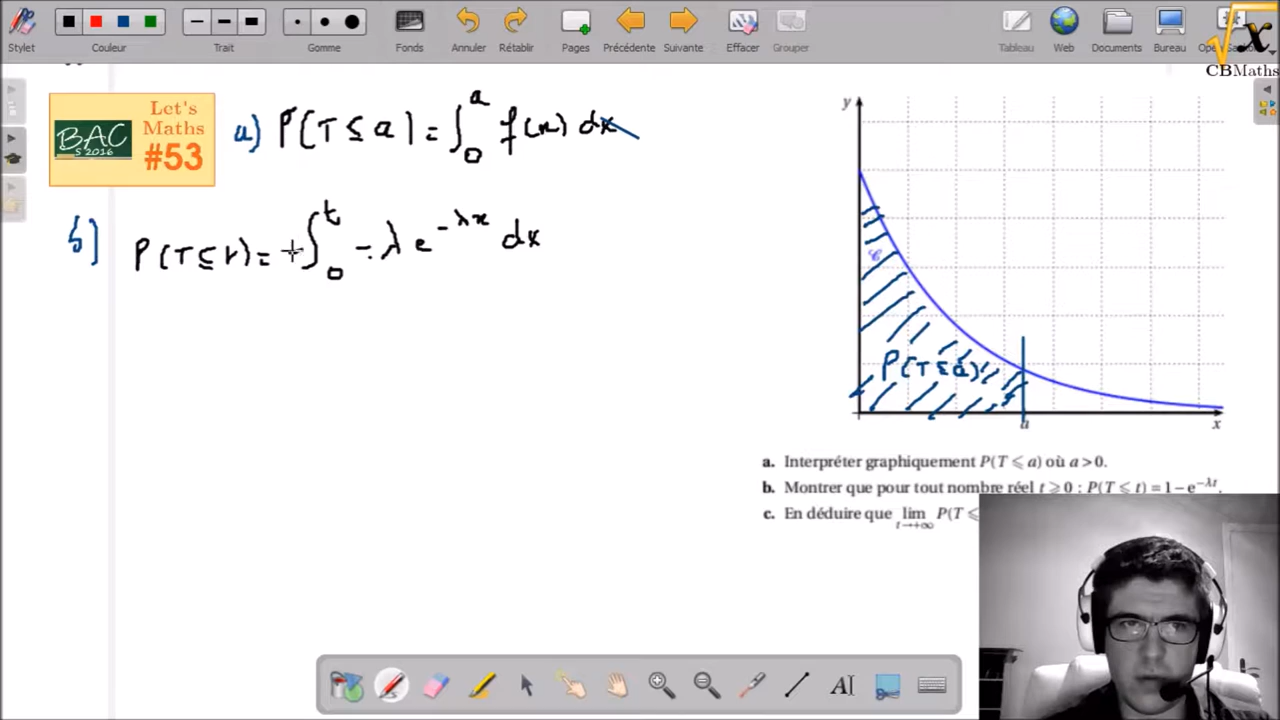 Stylet
Couleur
Trait
Gomme
Fonds
Annuler
Rétablir
Pages
Précédente
Suivante
Effacer
Grouper
Tableau
Web
Documents
Bureau
CBMaths
Let's
Maths
#53
BAC
S 2016
a) P(T ≤ a) = ∫₀ᵃ f(x) dx
b) P(T ≤ t) = + ∫₀ᵗ - λ e^{-λx} dx
y
C
P(T ≤ a)
a
x
a. Interpréter graphiquement P(T ⩽ a) où a > 0.
b. Montrer que pour tout nombre réel t ⩾ 0 : P(T ⩽ t) = 1 − e^{−λt}.
c. En déduire que lim t→+∞ P(T ⩽